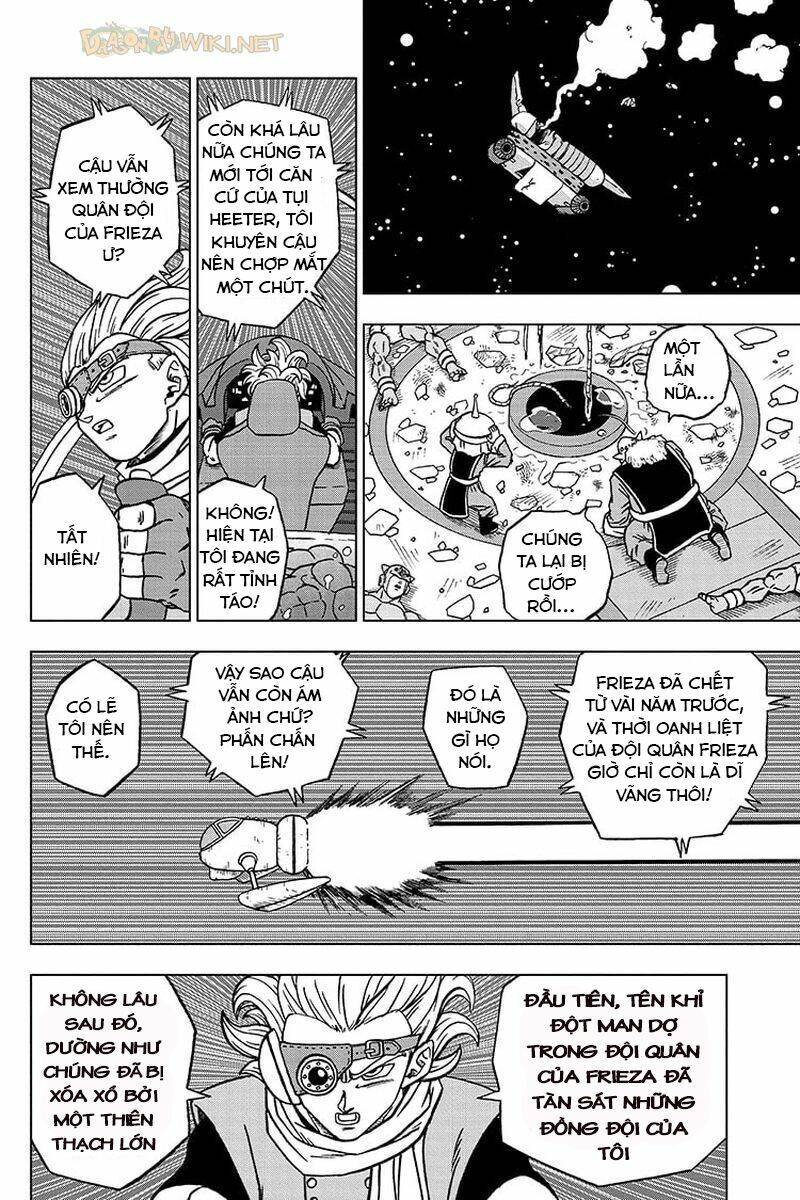 DRAGON BALL WIKI.NET
MỘT
LẦN
NỮA...
CHÚNG
TA LẠI BỊ
CƯỚP
RỒI...
CÒN KHÁ LÂU
NỮA CHÚNG TA
MỚI TỚI CĂN
CỨ CỦA TỤI
HEETER, TÔI
KHUYÊN CẬU
NÊN CHỢP MẮT
MỘT CHÚT.
KHÔNG!
HIỆN TẠI
TÔI ĐANG
RẤT TỈNH
TÁO!
CẬU VẪN
XEM THƯỜNG
QUÂN ĐỘI
CỦA FRIEZA
Ư?
TẤT
NHIÊN!
FRIEZA ĐÃ CHẾT
TỪ VÀI NĂM TRƯỚC,
VÀ THỜI OANH LIỆT
CỦA ĐỘI QUÂN FRIEZA
GIỜ CHỈ CÒN LÀ DĨ
VÃNG THÔI!
ĐÓ LÀ
NHỮNG
GÌ HỌ
NÓI.
VẬY SAO CẬU
VẪN CÒN ÁM
ẢNH CHỨ?
PHẤN CHẤN
LÊN!
CÓ LẼ
TÔI NÊN
THẾ.
ĐẦU TIÊN, TÊN KHỈ
ĐỘT MAN DỢ
TRONG ĐỘI QUÂN
CỦA FRIEZA ĐÃ
TÀN SÁT NHỮNG
ĐỒNG ĐỘI CỦA
TÔI
KHÔNG LÂU
SAU ĐÓ,
DƯỜNG NHƯ
CHÚNG ĐÃ BỊ
XÓA XỔ BỞI
MỘT THIÊN
THẠCH LỚN